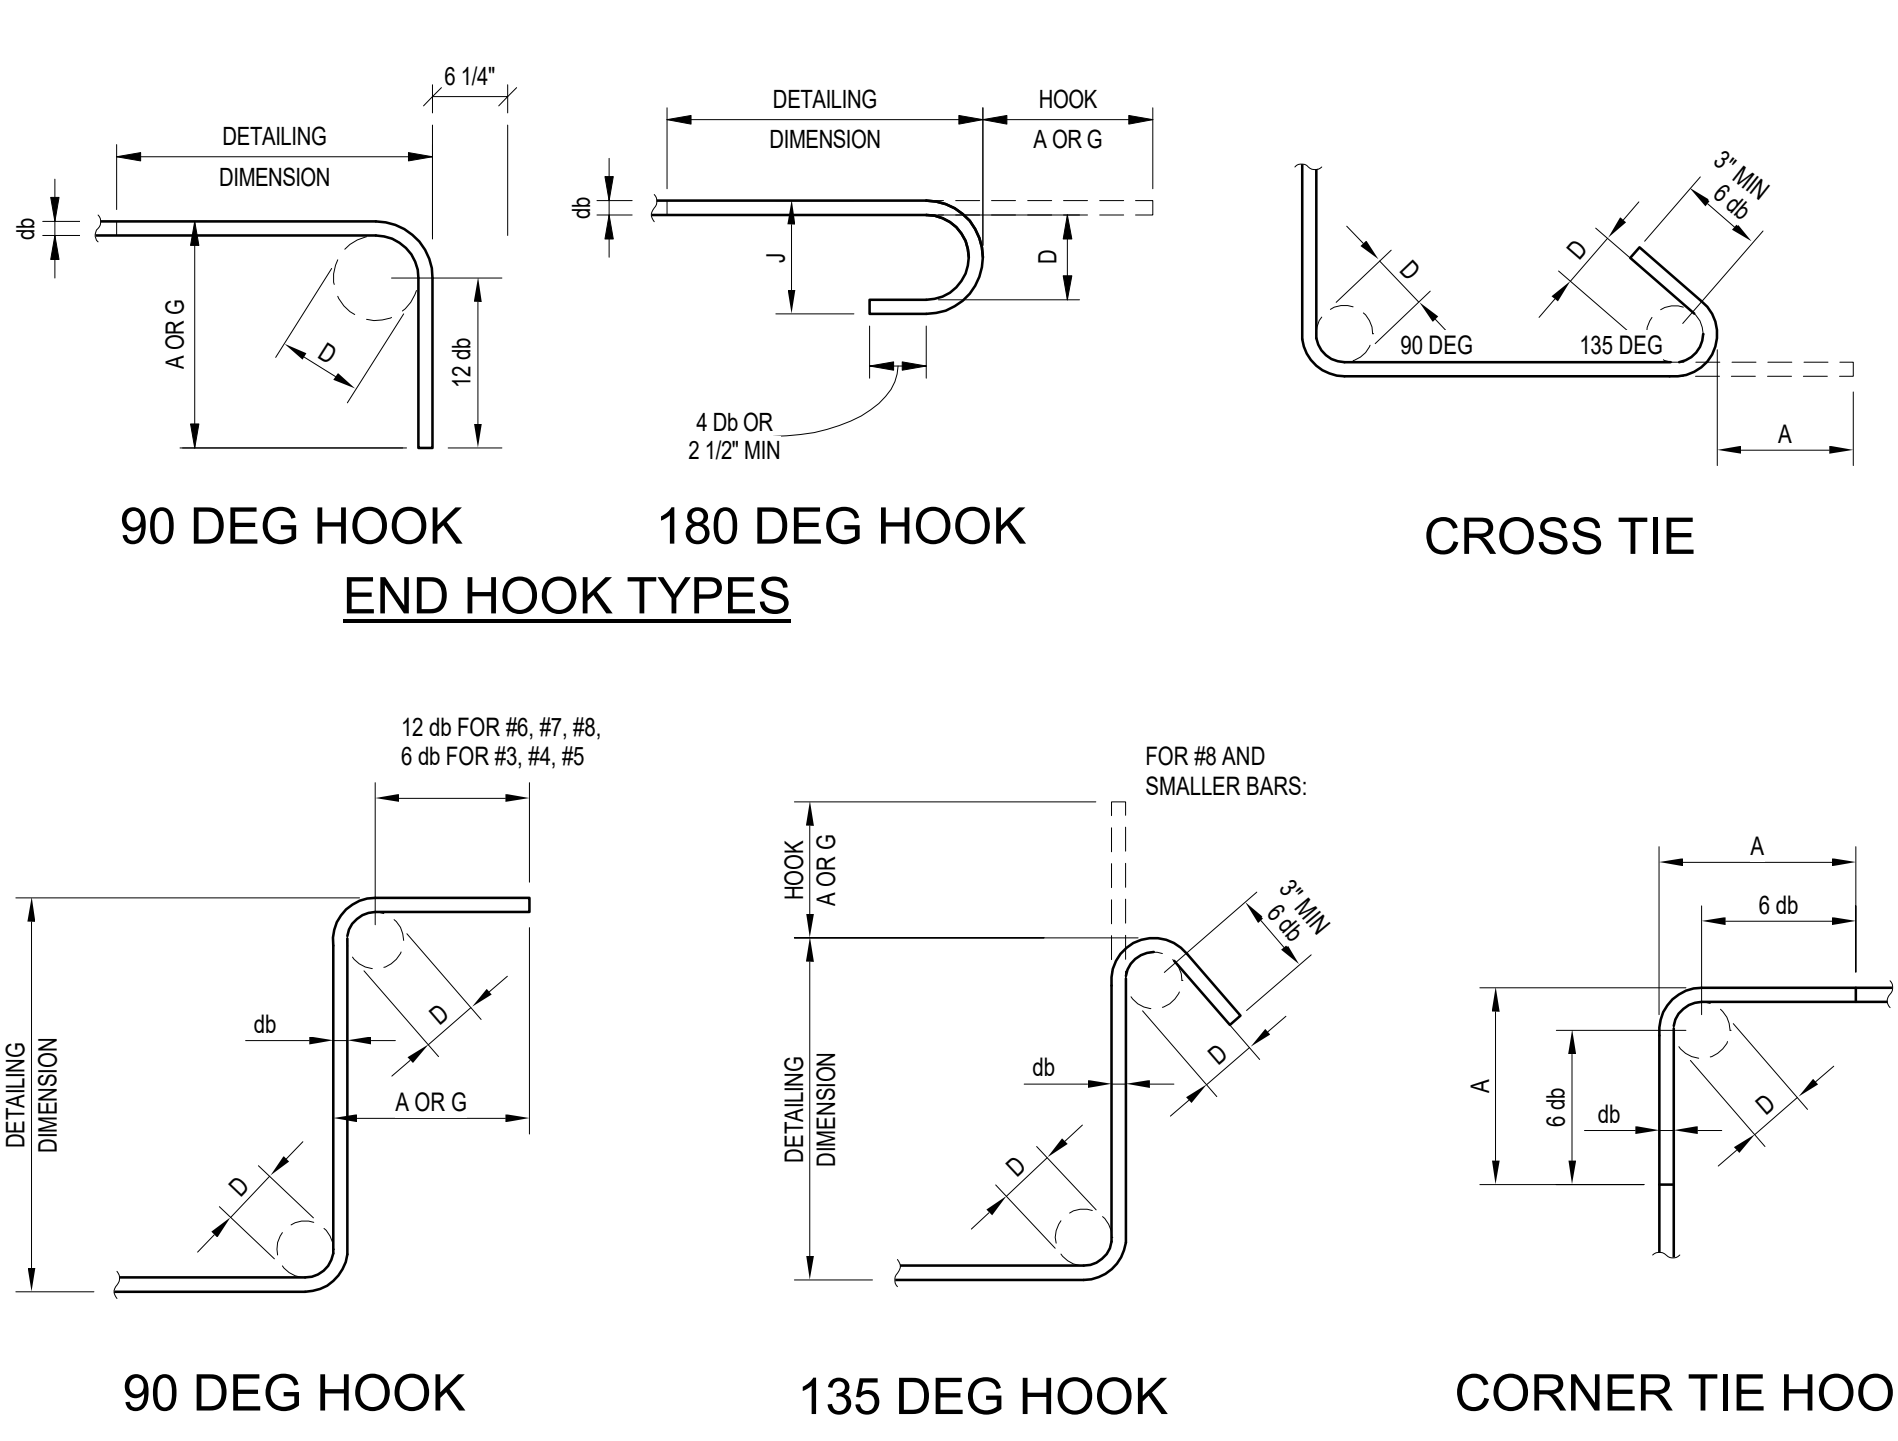 6 1/4"
DETAILING
DIMENSION
db
A OR G
D
12 db
90 DEG HOOK
DETAILING
DIMENSION
HOOK
A OR G
db
J
D
4 Db OR
2 1/2" MIN
180 DEG HOOK
END HOOK TYPES
3" MIN
6 db
D
D
90 DEG
135 DEG
A
CROSS TIE
12 db FOR #6, #7, #8,
6 db FOR #3, #4, #5
DETAILING
DIMENSION
db
D
A OR G
D
90 DEG HOOK
FOR #8 AND
SMALLER BARS:
HOOK
A OR G
3" MIN
6 db
DETAILING
DIMENSION
db
D
D
135 DEG HOOK
A
6 db
A
6 db
db
D
CORNER TIE HOO